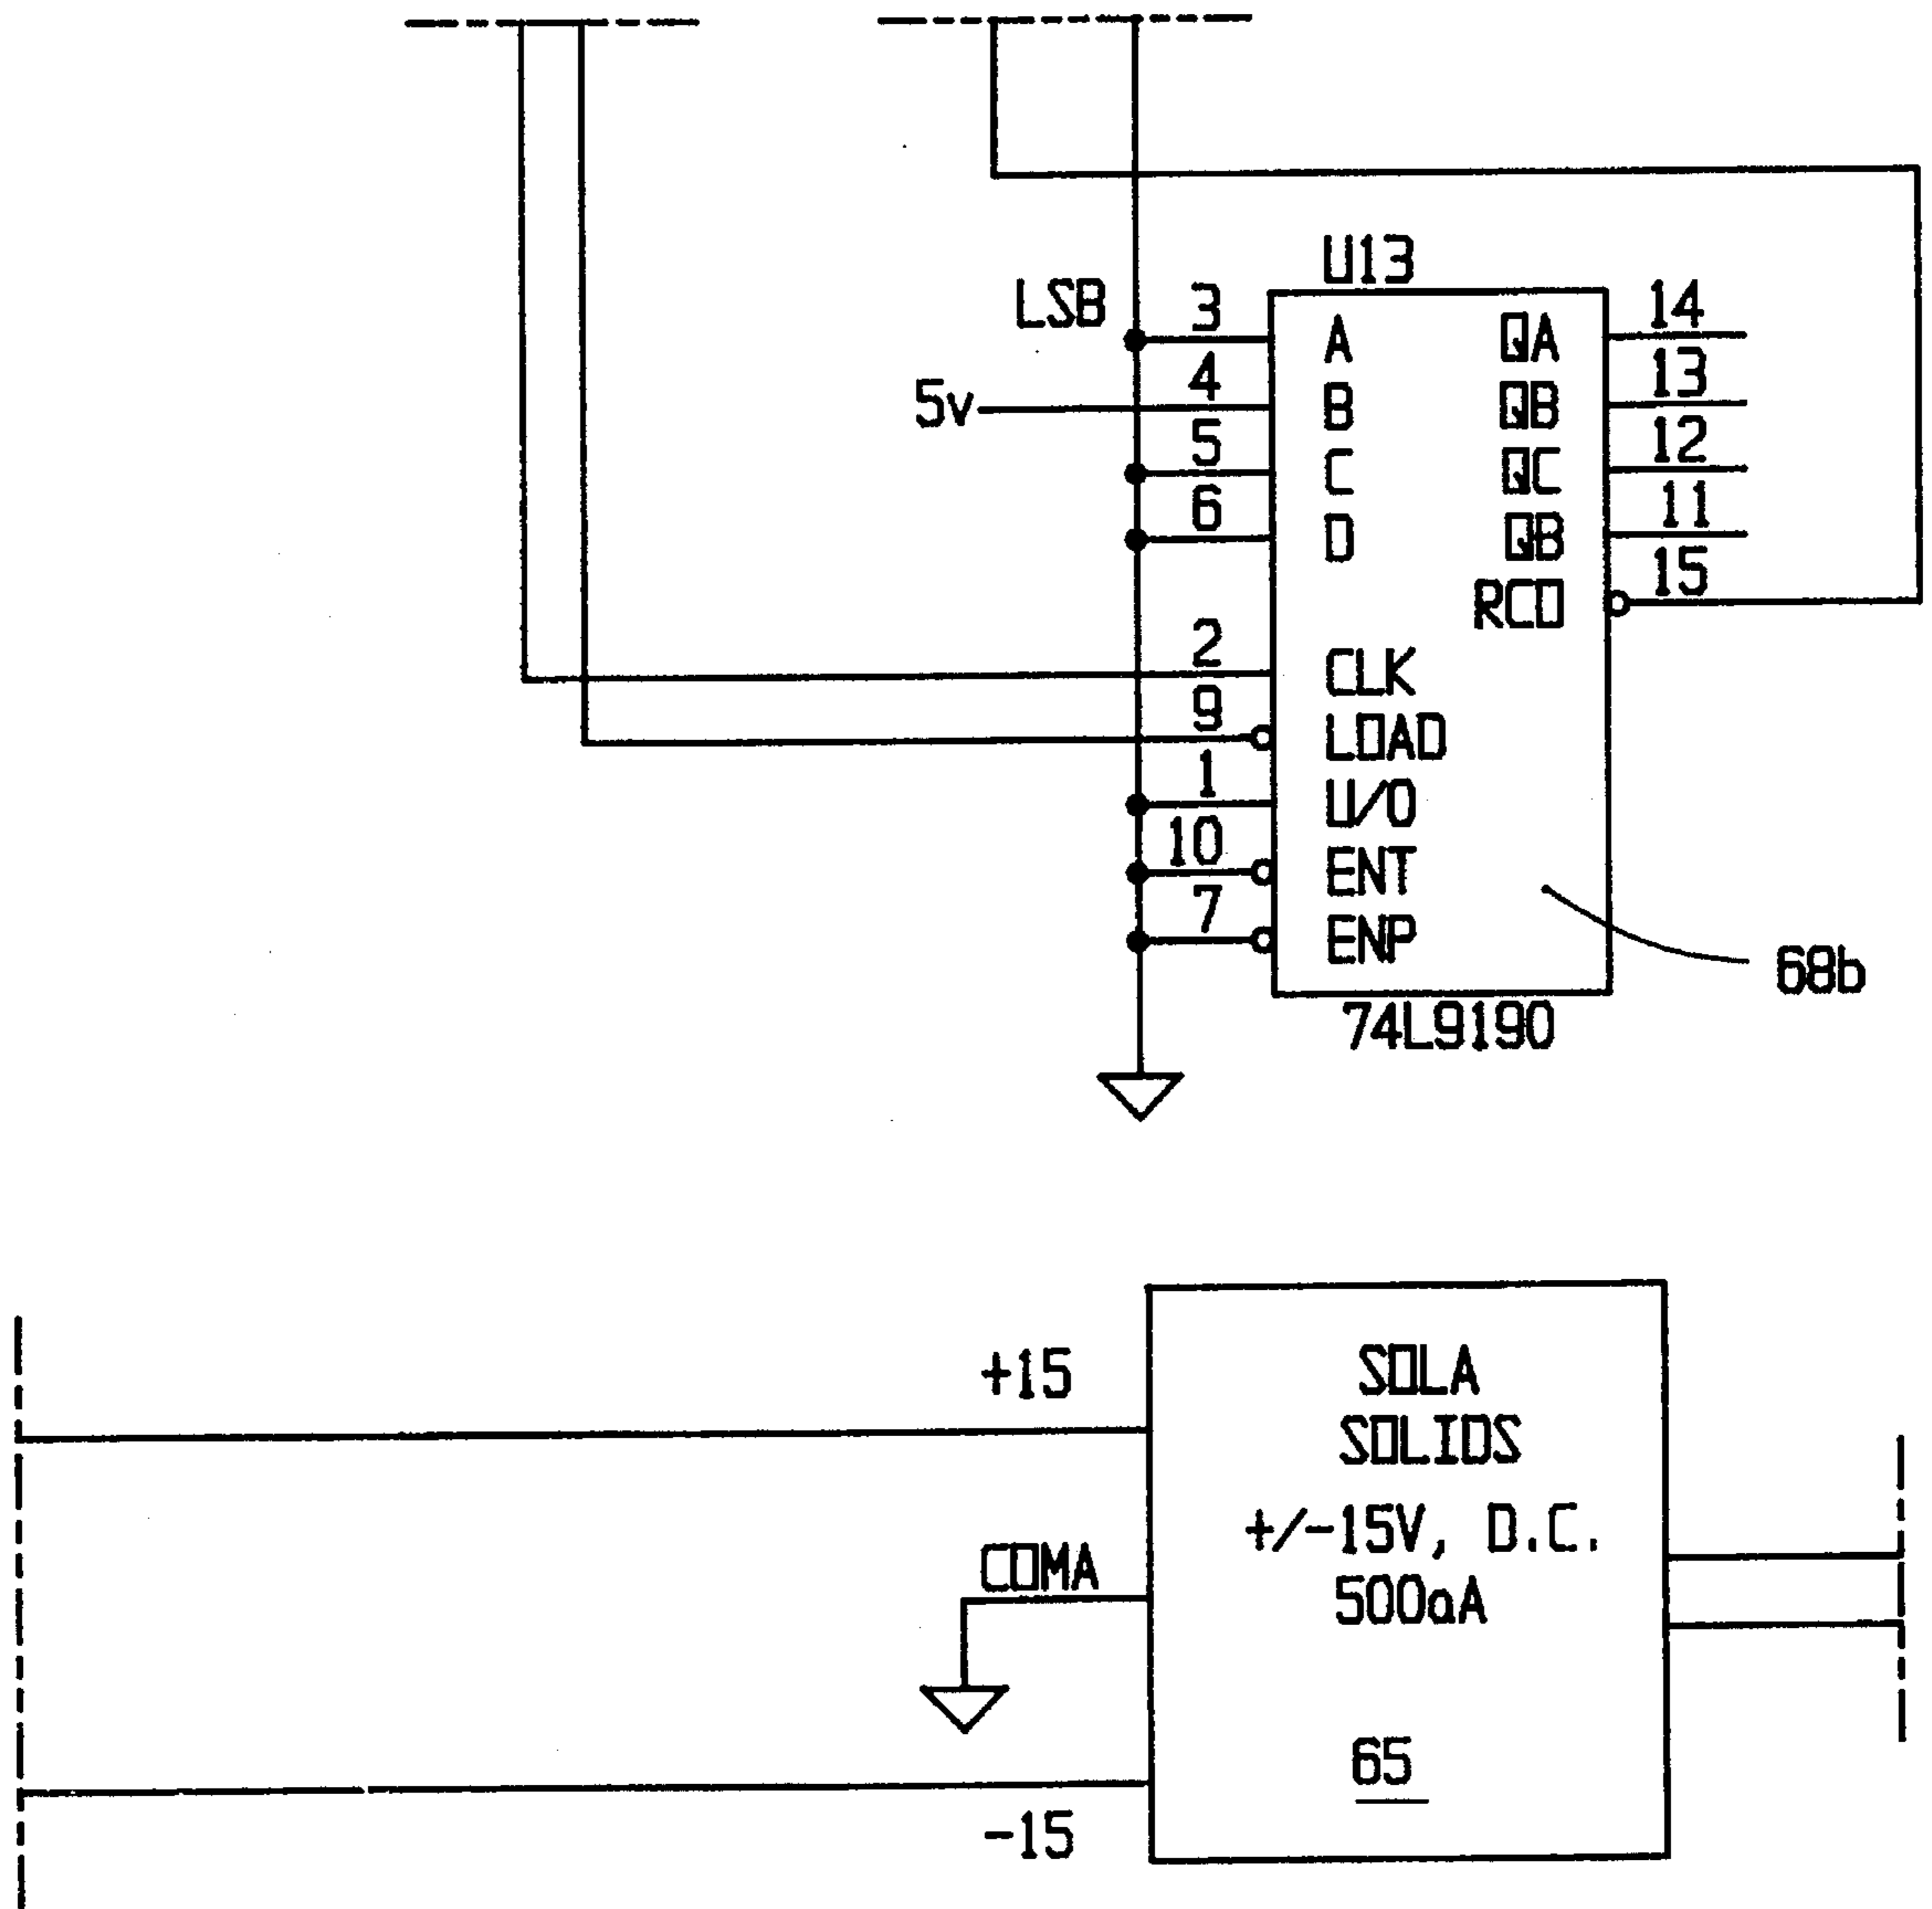 U13
LSB 3 A QA 14
5v 4 B QB 13
5 C QC 12
6 D QB 11
RCO 15
2 CLK
9 LOAD
1 U/O
10 ENT
7 ENP
68b
74L9190
+15
SOLA
SOLIDS
+/-15V, D.C.
COMA
500aA
65
-15